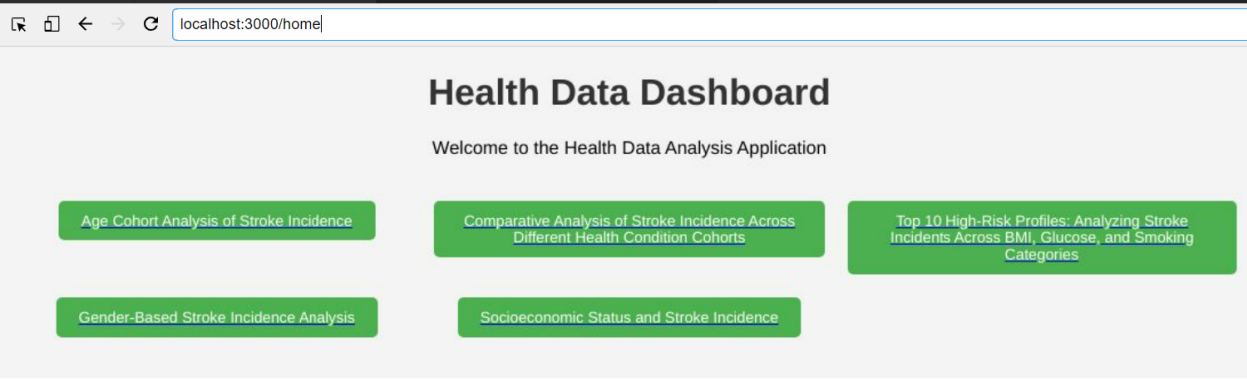 localhost:3000/home
Health Data Dashboard
Welcome to the Health Data Analysis Application
Age Cohort Analysis of Stroke Incidence
Comparative Analysis of Stroke Incidence Across
Different Health Condition Cohorts
Top 10 High-Risk Profiles: Analyzing Stroke
Incidents Across BMI, Glucose, and Smoking
Categories
Gender-Based Stroke Incidence Analysis
Socioeconomic Status and Stroke Incidence